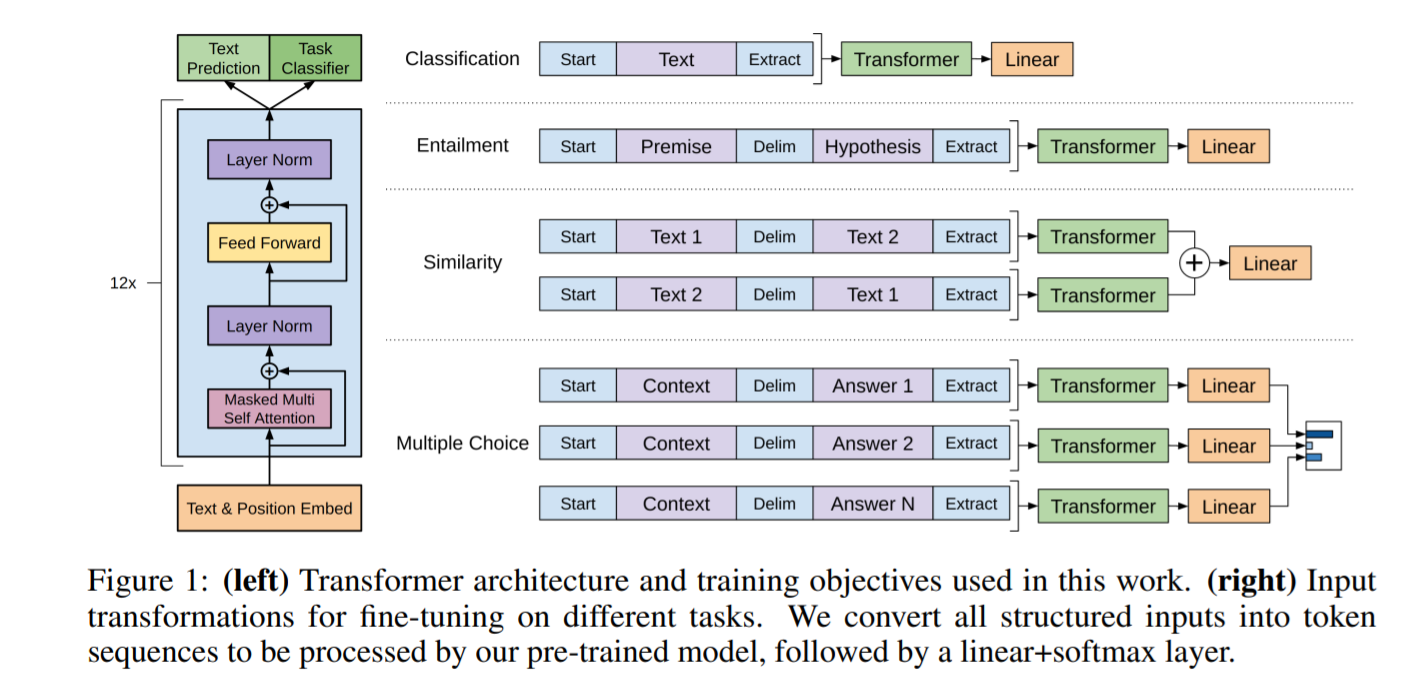 Text
Prediction
Task
Classifier
12x
Layer Norm
Feed Forward
Layer Norm
Masked Multi
Self Attention
Text & Position Embed
Classification
Start Text Extract Transformer Linear
Entailment
Start Premise Delim Hypothesis Extract Transformer Linear
Similarity
Start Text 1 Delim Text 2 Extract Transformer
+ Linear
Start Text 2 Delim Text 1 Extract Transformer
Multiple Choice
Start Context Delim Answer 1 Extract Transformer Linear
Start Context Delim Answer 2 Extract Transformer Linear
Start Context Delim Answer N Extract Transformer Linear
Figure 1: (left) Transformer architecture and training objectives used in this work. (right) Input
transformations for fine-tuning on different tasks. We convert all structured inputs into token
sequences to be processed by our pre-trained model, followed by a linear+softmax layer.